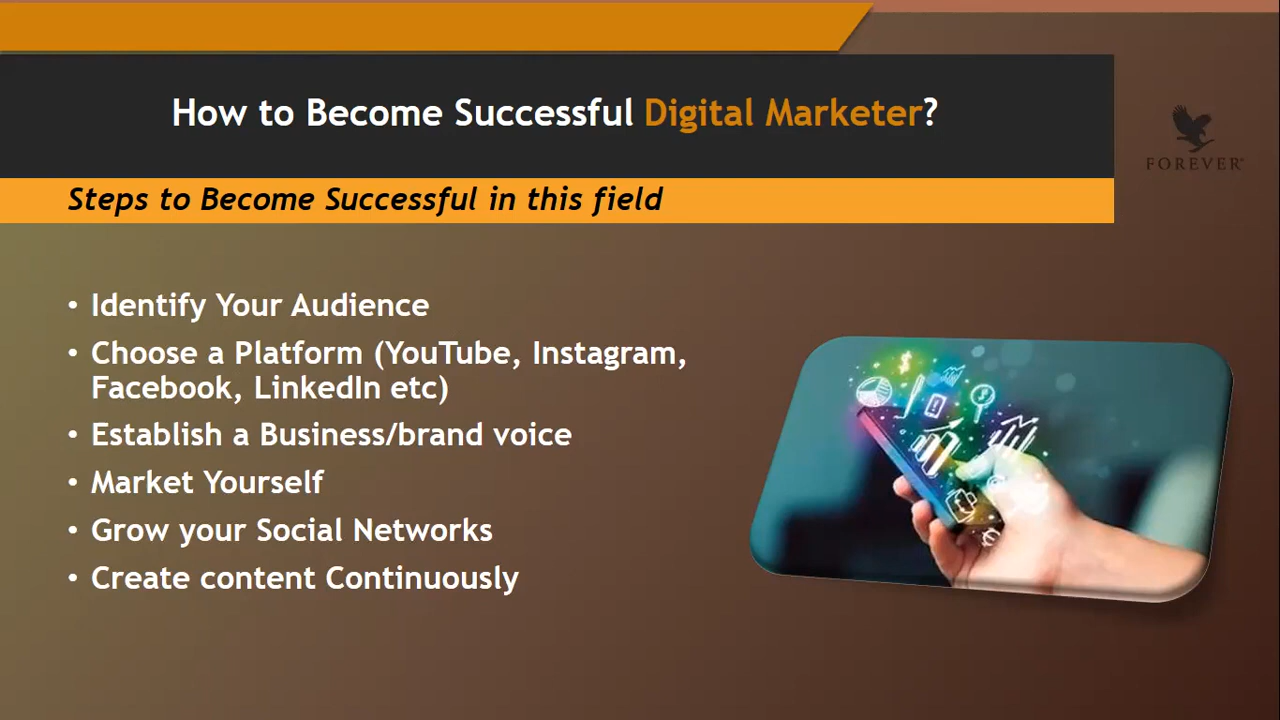 How to Become Successful Digital Marketer?
FOREVER
Steps to Become Successful in this field
• Identify Your Audience
• Choose a Platform (YouTube, Instagram,
Facebook, LinkedIn etc)
• Establish a Business/brand voice
• Market Yourself
• Grow your Social Networks
• Create content Continuously